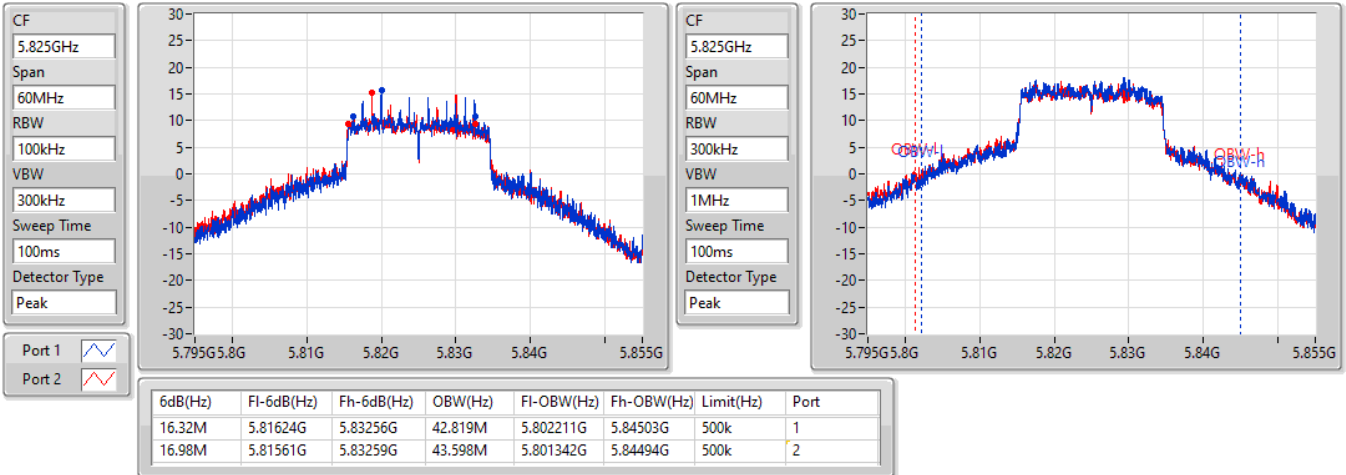 CF
5.825GHz
Span
60MHz
RBW
100kHz
VBW
300kHz
Sweep Time
100ms
Detector Type
Peak
Port 1
Port 2
30
25
20
15
10
5
0
-5
-10
-15
-20
-25
-30
5.795G 5.8G 5.81G 5.82G 5.83G 5.84G 5.855G
CF
5.825GHz
Span
60MHz
RBW
300kHz
VBW
1MHz
Sweep Time
100ms
Detector Type
Peak
30
25
20
15
10
5
0
-5
-10
-15
-20
-25
-30
OBW-l
OBW-l
OBW-h
OBW-h
5.795G 5.8G 5.81G 5.82G 5.83G 5.84G 5.855G
6dB(Hz) Fl-6dB(Hz) Fh-6dB(Hz) OBW(Hz) Fl-OBW(Hz) Fh-OBW(Hz) Limit(Hz) Port
16.32M 5.81624G 5.83256G 42.819M 5.802211G 5.84503G 500k 1
16.98M 5.81561G 5.83259G 43.598M 5.801342G 5.84494G 500k 2